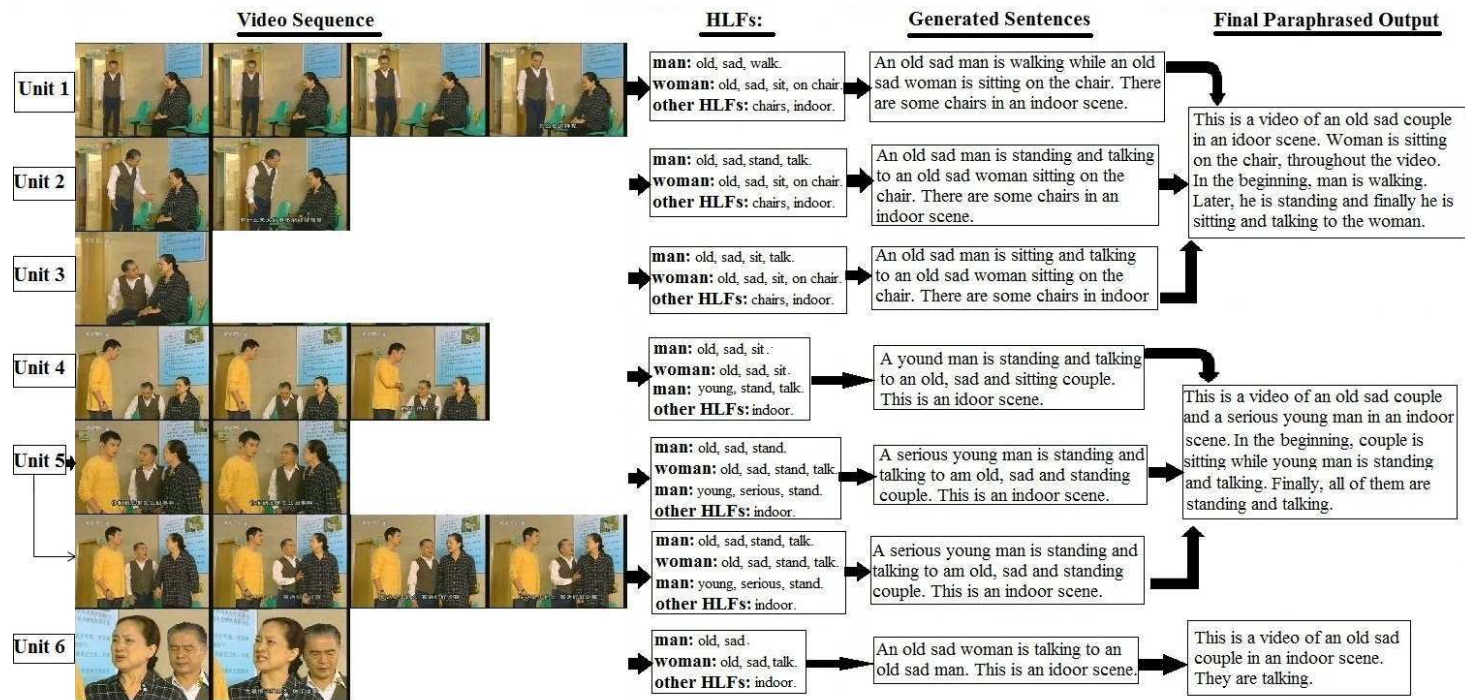 Video Sequence
HLFs:
Generated Sentences
Final Paraphrased Output
Unit 1
man: old, sad, walk.
woman: old, sad, sit, on chair.
other HLFs: chairs, indoor.
An old sad man is walking while an old
sad woman is sitting on the chair. There
are some chairs in an indoor scene.
Unit 2
man: old, sad, stand, talk.
woman: old, sad, sit, on chair.
other HLFs: chairs, indoor.
An old sad man is standing and talking
to an old sad woman sitting on the
chair. There are some chairs in an
indoor scene.
Unit 3
man: old, sad, sit, talk.
woman: old, sad, sit, on chair.
other HLFs: chairs, indoor.
An old sad man is sitting and talking
to an old sad woman sitting on the
chair. There are some chairs in indoor
This is a video of an old sad couple
in an idoor scene. Woman is sitting
on the chair, throughout the video.
In the beginning, man is walking.
Later, he is standing and finally he is
sitting and talking to the woman.
Unit 4
man: old, sad, sit.
woman: old, sad, sit.
man: young, stand, talk.
other HLFs: indoor.
A yound man is standing and talking
to an old, sad and sitting couple.
This is an idoor scene.
Unit 5
man: old, sad, stand.
woman: old, sad, stand, talk.
man: young, serious, stand.
other HLFs: indoor.
A serious young man is standing and
talking to am old, sad and standing
couple. This is an indoor scene.
man: old, sad, stand, talk.
woman: old, sad, stand, talk.
man: young, serious, stand.
other HLFs: indoor.
A serious young man is standing and
talking to am old, sad and standing
couple. This is an indoor scene.
This is a video of an old sad couple
and a serious young man in an indoor
scene. In the beginning, couple is
sitting while young man is standing
and talking. Finally, all of them are
standing and talking.
Unit 6
man: old, sad.
woman: old, sad, talk.
other HLFs: indoor.
An old sad woman is talking to an
old sad man. This is an idoor scene.
This is a video of an old sad
couple in an indoor scene.
They are talking.